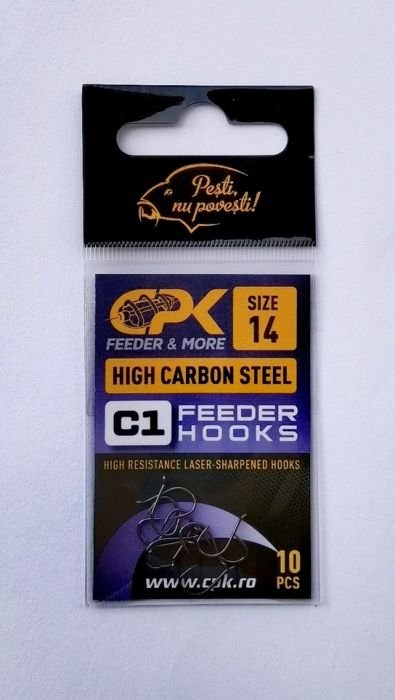 Pești,
nu povești!
CPK
FEEDER & MORE
SIZE
14
HIGH CARBON STEEL
C1
FEEDER
HOOKS
HIGH RESISTANCE LASER-SHARPENED HOOKS
10
PCS
www.cpk.ro